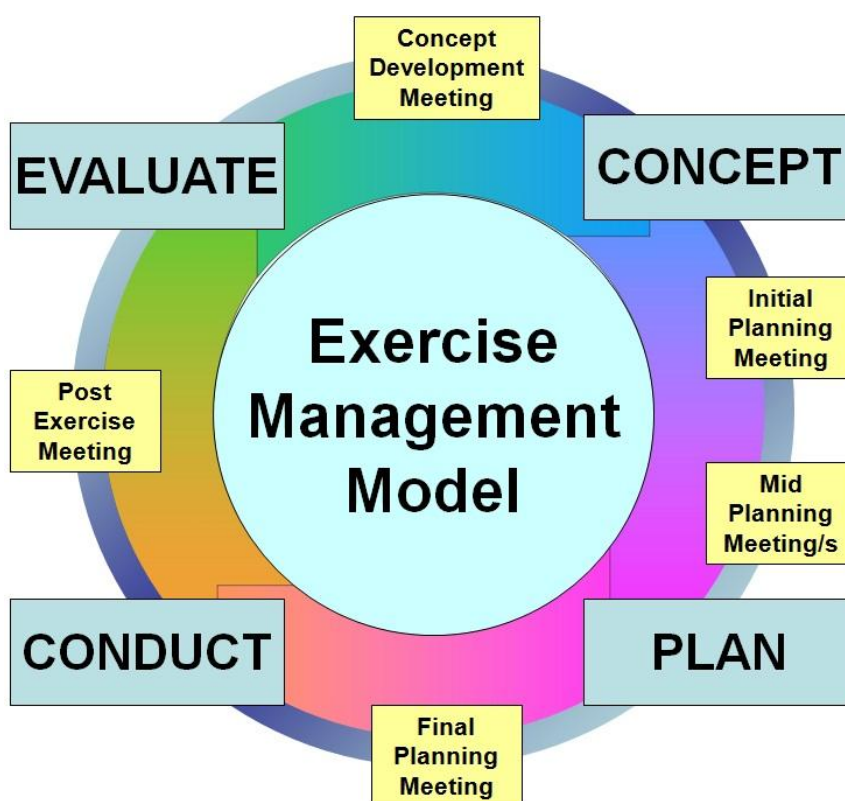 Concept
Development
Meeting
EVALUATE
CONCEPT
Initial
Planning
Meeting
Exercise
Management
Model
Post
Exercise
Meeting
Mid
Planning
Meeting/s
CONDUCT
PLAN
Final
Planning
Meeting